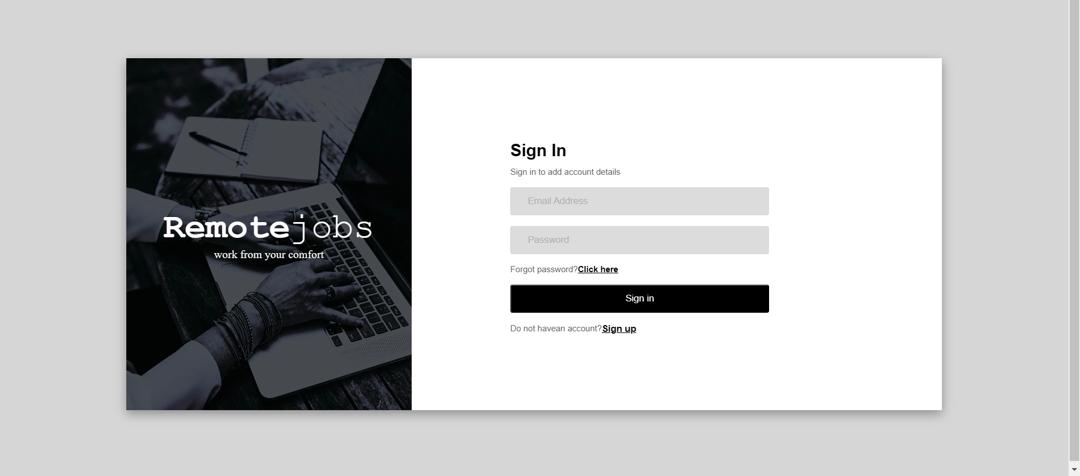 Remotejobs
work from your comfort
Sign In
Sign in to add account details
Email Address
Password
Forgot password?Click here
Sign in
Do not havean account?Sign up